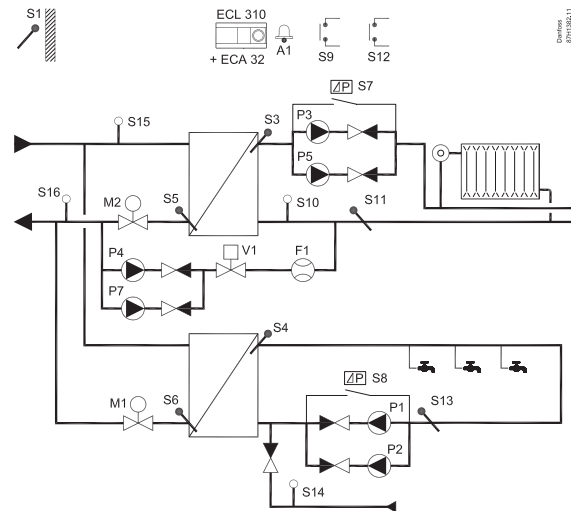 S1
ECL 310
+ ECA 32
A1
S9
S12
Danfoss
87H1382.11
⊿P S7
S15
S3
P3
P5
S16
M2
S5
S10
S11
P4
V1
F1
P7
S4
⊿P S8
M1
S6
P1
S13
P2
S14